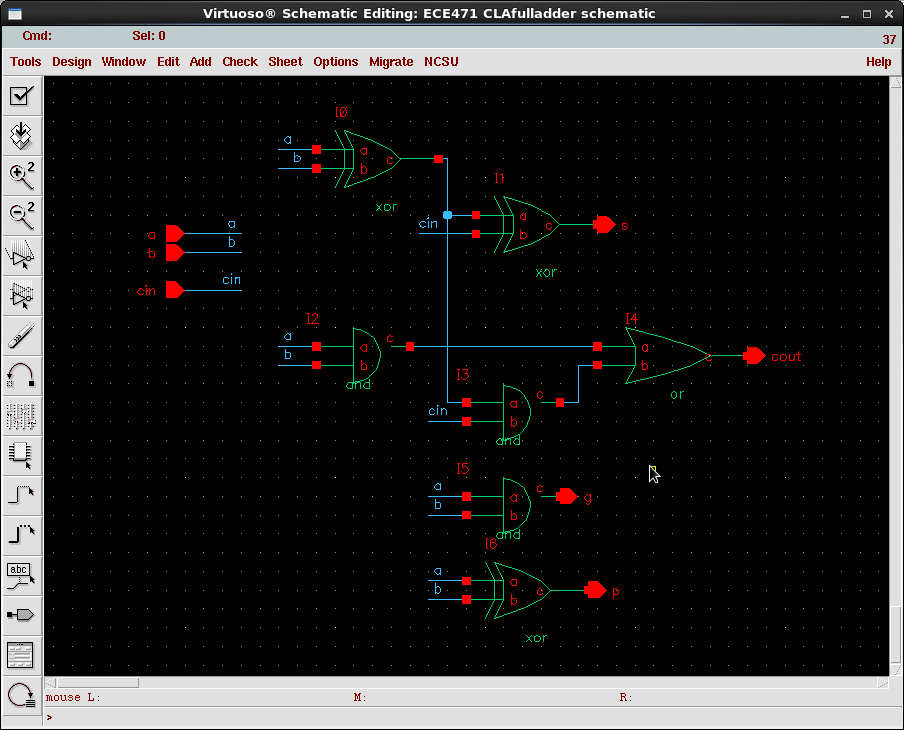 Virtuoso® Schematic Editing: ECE471 CLAfulladder schematic
Cmd: Sel: 0
37
Tools Design Window Edit Add Check Sheet Options Migrate NCSU Help
2
2
abc
I0
a
b
a
b
c
xor
I1
cin
a
b
c
s
xor
a
b
cin
a
b
cin
I2
a
b
a
b
c
and
I3
cin
a
b
c
and
I4
a
b
c
cout
or
I5
a
b
a
b
c
g
and
I6
a
b
a
b
c
p
xor
mouse L: M: R:
>